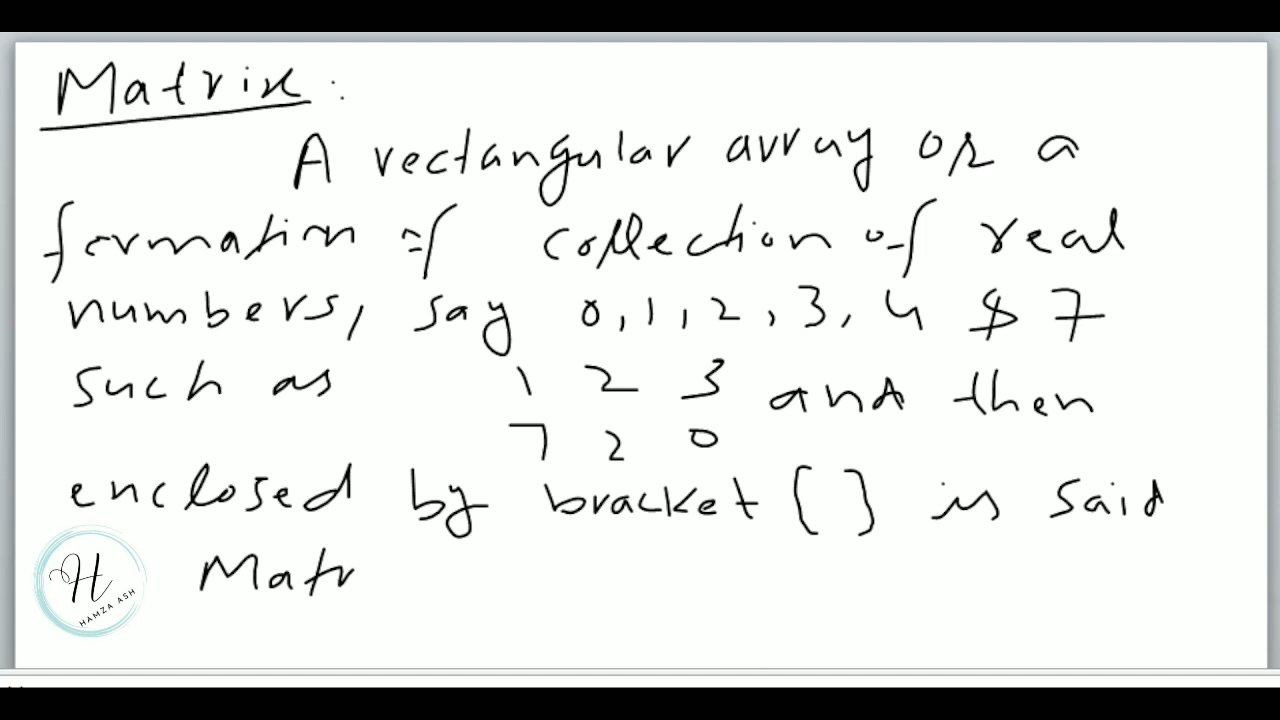 Matrix :
A rectangular array or a
formation of collection of real
numbers, say 0, 1, 2, 3, 4 & 7
such as 1 2 3 and then
7 2 0
enclosed by bracket [ ] is said
Matr
H
HAMZA ASH